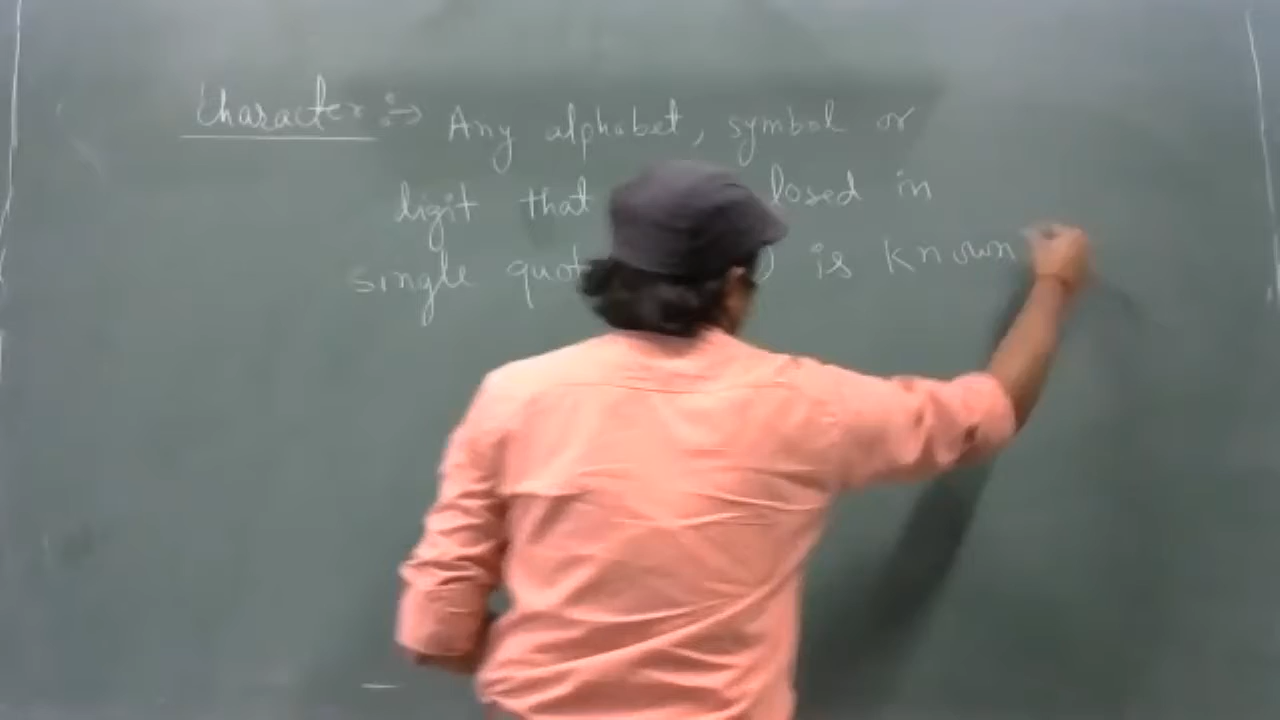 Character :→ Any alphabet, symbol or
digit that losed in
single quot ) is known